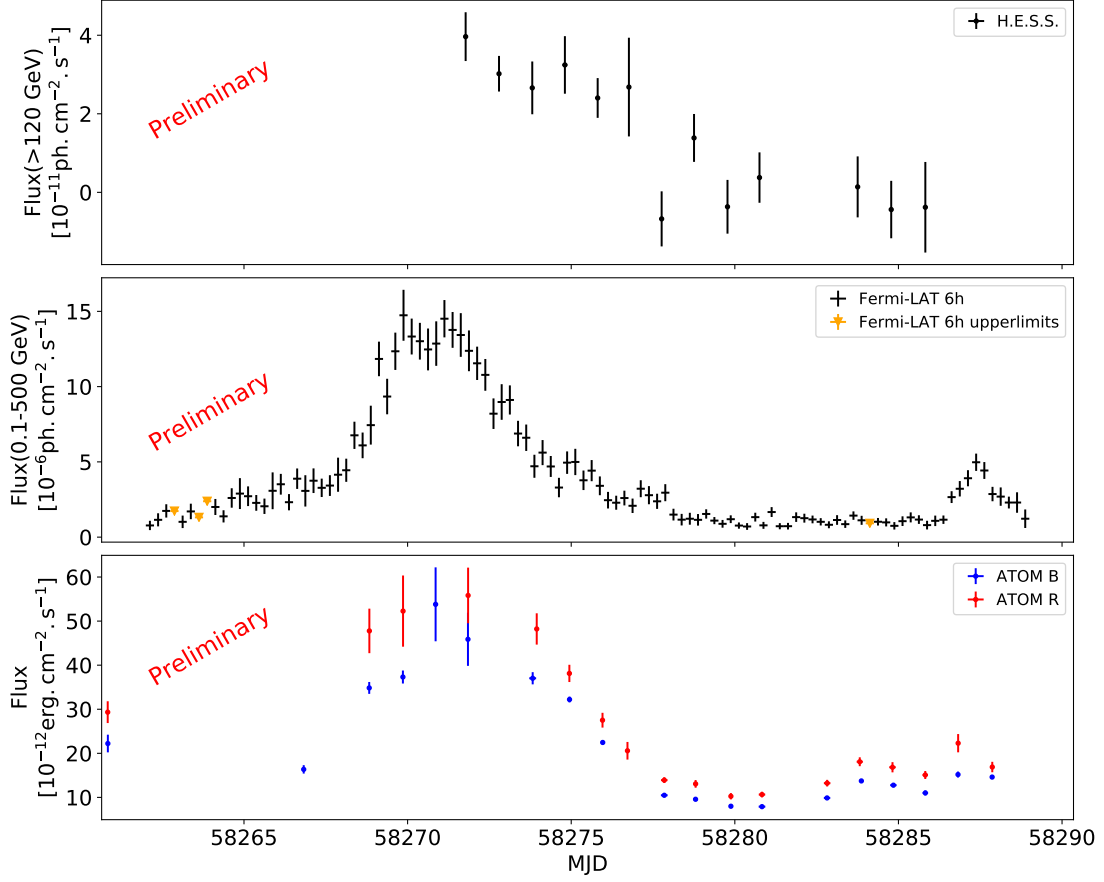 H.E.S.S.
Flux(>120 GeV)
[10⁻¹¹ph. cm⁻². s⁻¹]
4
2
0
Preliminary
Fermi-LAT 6h
Fermi-LAT 6h upperlimits
Flux(0.1-500 GeV)
[10⁻⁶ph. cm⁻². s⁻¹]
15
10
5
0
Preliminary
ATOM B
ATOM R
Flux
[10⁻¹²erg. cm⁻². s⁻¹]
60
50
40
30
20
10
Preliminary
58265 58270 58275 58280 58285 58290
MJD